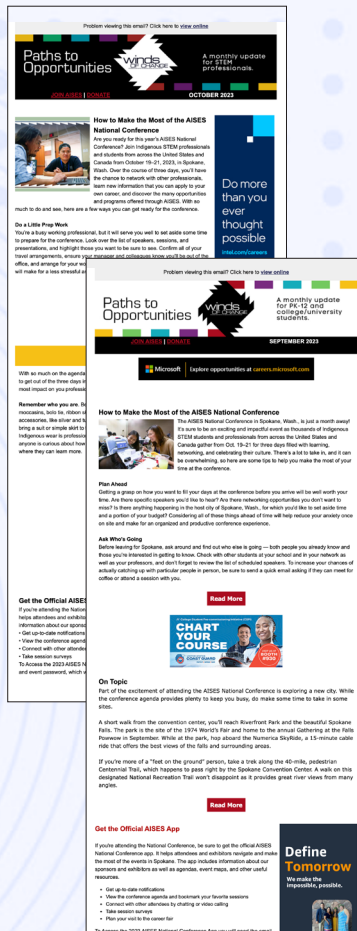 Problem viewing this email? Click here to view online
Paths to
Opportunities
winds
OF CHANGE
A monthly update
for STEM
professionals.
JOIN AISES | DONATE
OCTOBER 2023
How to Make the Most of the AISES
National Conference
Are you ready for this year's AISES National
Conference? Join Indigenous STEM professionals
and students from across the United States and
Canada from October 19–21, 2023, in Spokane,
Wash. Over the course of three days, you'll have
the chance to network with other professionals,
learn new information that you can apply to your
own career, and discover the many opportunities
and programs offered through AISES. With so
much to do and see, here are a few ways you can get ready for the conference.
Do more
than you
ever
thought
possible
intel.com/careers
Do a Little Prep Work
You're a busy working professional, but it will serve you well to set aside some time
to prepare for the conference. Look over the list of speakers, sessions, and
presentations, and highlight those you want to be sure to see. Confirm all of your
travel arrangements, ensure your manager and colleagues know you'll be out of the
office, and arrange for your wo
will make for a less stressful a
With so much on the agenda
to get out of the three days in
most impact on you profession
Remember who you are. Be
moccasins, bolo tie, ribbon s
accessories, like silver and t
bring a suit or simple skirt to
Indigenous wear is professio
anyone is curious about how
where they can learn more.
Get the Official AISES
If you're attending the Nation
helps attendees and exhibito
information about our sponso
• Get up-to-date notifications
• View the conference agend
• Connect with other attende
• Take session surveys
To Access the 2023 AISES N
and event password, which w
Problem viewing this email? Click here to view online
Paths to
Opportunities
winds
OF CHANGE
A monthly update
for PK-12 and
college/university
students.
JOIN AISES | DONATE
SEPTEMBER 2023
Microsoft | Explore opportunities at careers.microsoft.com
How to Make the Most of the AISES National Conference
The AISES National Conference in Spokane, Wash., is just a month away!
It's sure to be an exciting and impactful event as thousands of Indigenous
STEM students and professionals from across the United States and
Canada gather from Oct. 19–21 for three days filled with learning,
networking, and celebrating their culture. There's a lot to take in, and it can
be overwhelming, so here are some tips to help you make the most of your
time at the conference.
Plan Ahead
Getting a grasp on how you want to fill your days at the conference before you arrive will be well worth your
time. Are there specific speakers you'd like to hear? Are there networking opportunities you don't want to
miss? Is there anything happening in the host city of Spokane, Wash., for which you'd like to set aside time
and a portion of your budget? Considering all of these things ahead of time will help reduce your anxiety once
on site and make for an organized and productive conference experience.
Ask Who's Going
Before leaving for Spokane, ask around and find out who else is going — both people you already know and
those you're interested in getting to know. Check with other students at your school and in your network as
well as your professors, and don't forget to review the list of scheduled speakers. To increase your chances of
actually catching up with particular people in person, be sure to send a quick email asking if they can meet for
coffee or attend a session with you.
Read More
CHART
YOUR
COURSE
COAST GUARD
On Topic
Part of the excitement of attending the AISES National Conference is exploring a new city. While
the conference agenda provides plenty to keep you busy, do make some time to take in some
sites.
A short walk from the convention center, you'll reach Riverfront Park and the beautiful Spokane
Falls. The park is the site of the 1974 World's Fair and home to the annual Gathering at the Falls
Powwow in September. While at the park, hop aboard the Numerica SkyRide, a 15-minute cable
ride that offers the best views of the falls and surrounding areas.
If you're more of a "feet on the ground" person, take a trek along the 40-mile, pedestrian
Centennial Trail, which happens to pass right by the Spokane Convention Center. A walk on this
designated National Recreation Trail won't disappoint as it provides great river views from many
angles.
Read More
Get the Official AISES App
If you're attending the National Conference, be sure to get the official AISES
National Conference app. It helps attendees and exhibitors navigate and make
the most of the events in Spokane. The app includes information about our
sponsors and exhibitors as well as agendas, event maps, and other useful
resources.
• Get up-to-date notifications
• View the conference agenda and bookmark your favorite sessions
• Connect with other attendees by chatting or video calling
• Take session surveys
• Plan your visit to the career fair
Define
Tomorrow
We make the
impossible, possible.